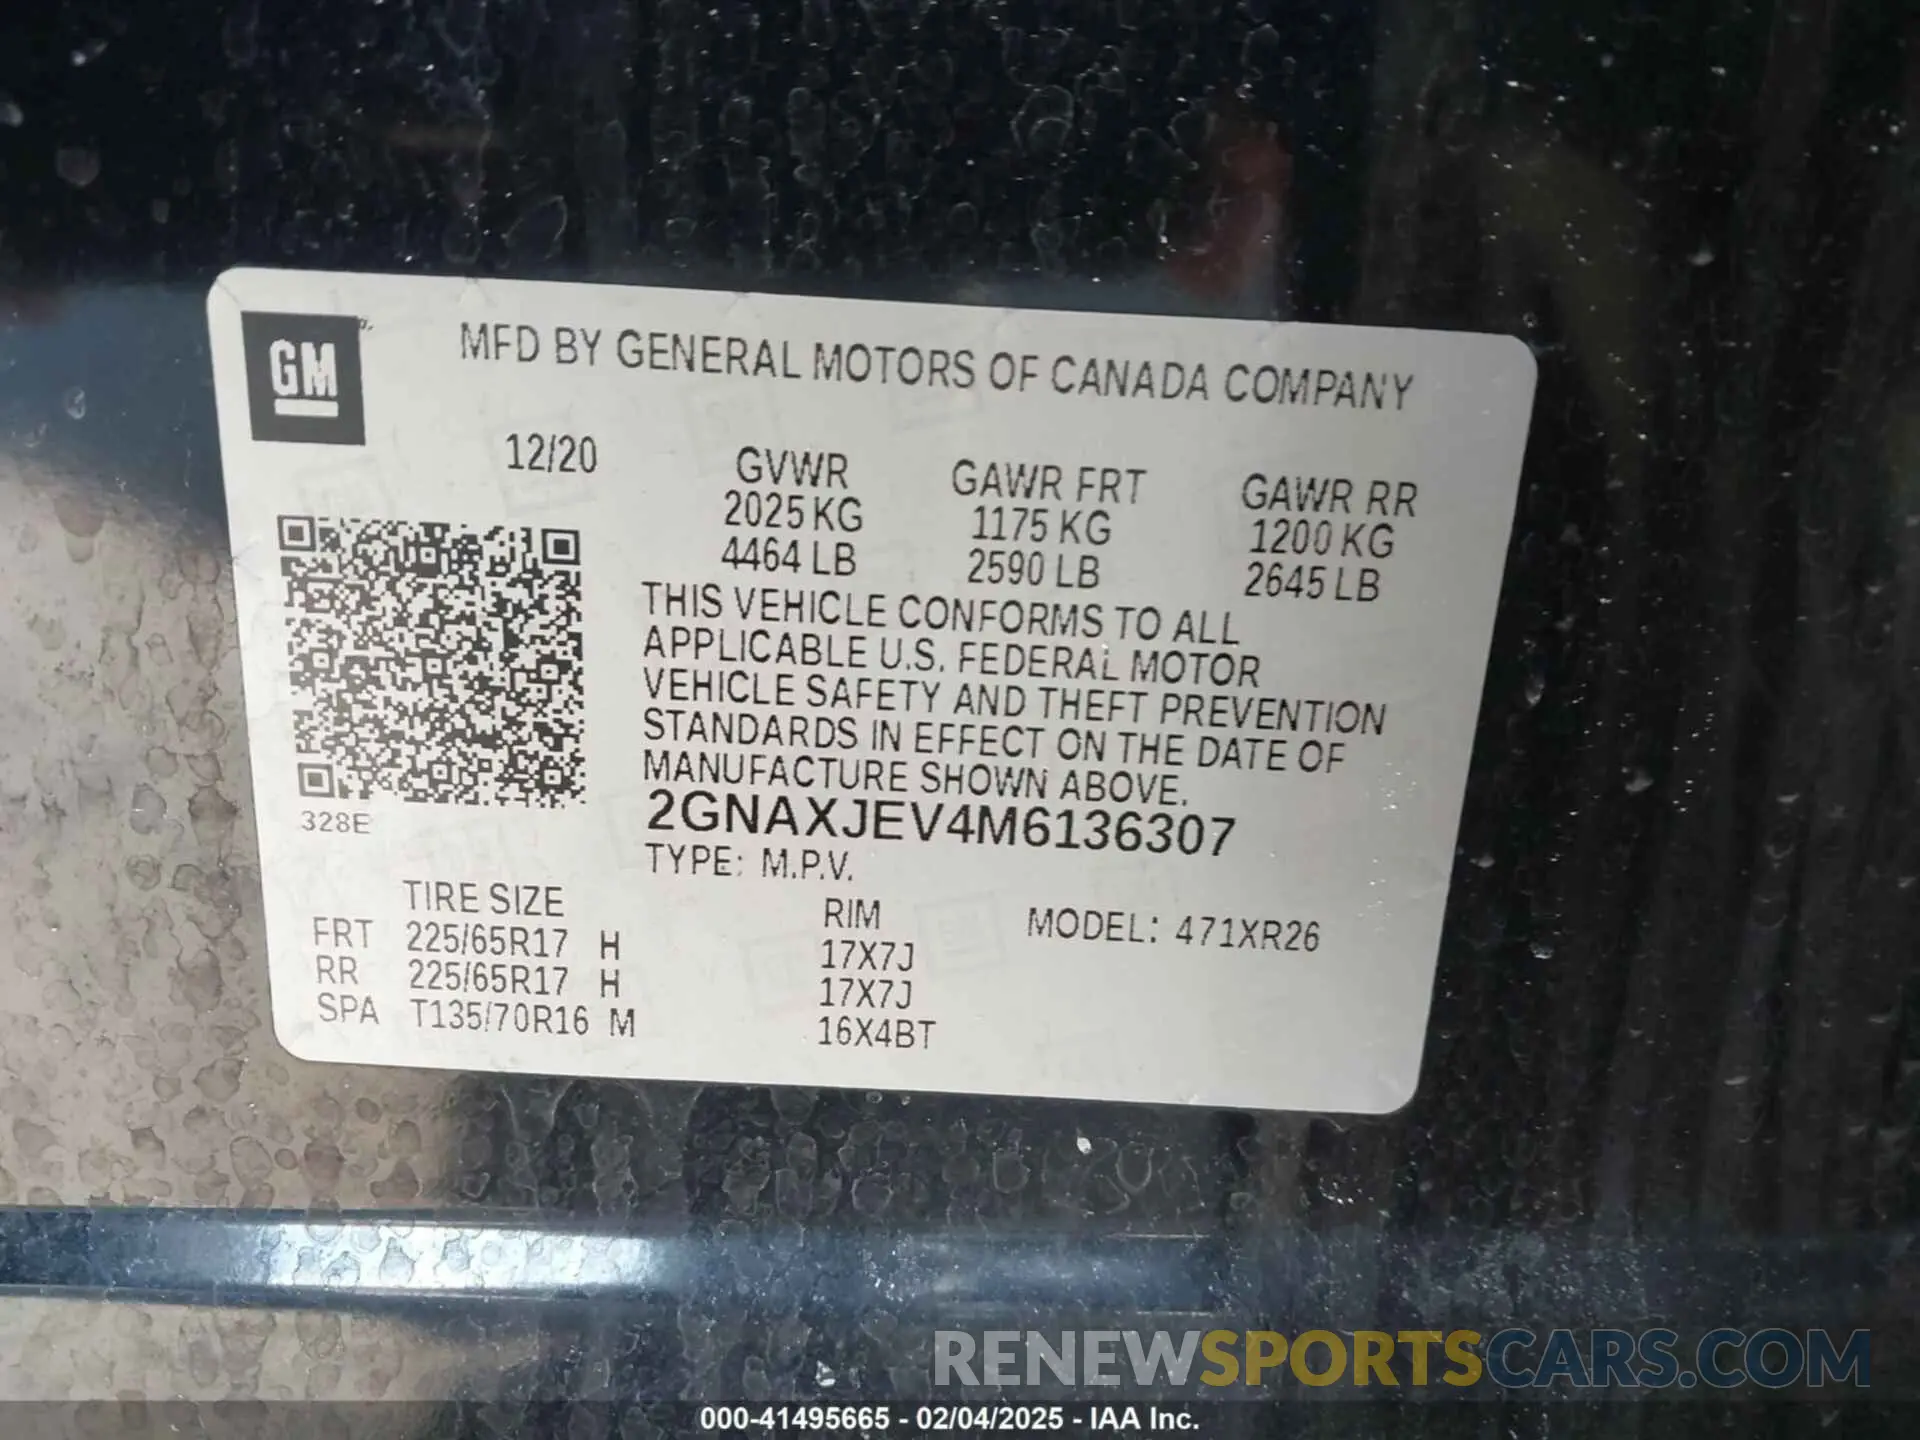 GM
MFD BY GENERAL MOTORS OF CANADA COMPANY
12/20
GVWR GAWR FRT GAWR RR
2025 KG 1175 KG 1200 KG
4464 LB 2590 LB 2645 LB
THIS VEHICLE CONFORMS TO ALL
APPLICABLE U.S. FEDERAL MOTOR
VEHICLE SAFETY AND THEFT PREVENTION
STANDARDS IN EFFECT ON THE DATE OF
MANUFACTURE SHOWN ABOVE.
328E
2GNAXJEV4M6136307
TYPE: M.P.V.
TIRE SIZE RIM MODEL: 471XR26
FRT 225/65R17 H 17X7J
RR 225/65R17 H 17X7J
SPA T135/70R16 M 16X4BT
RENEWSPORTSCARS.COM
000-41495665 - 02/04/2025 - IAA Inc.